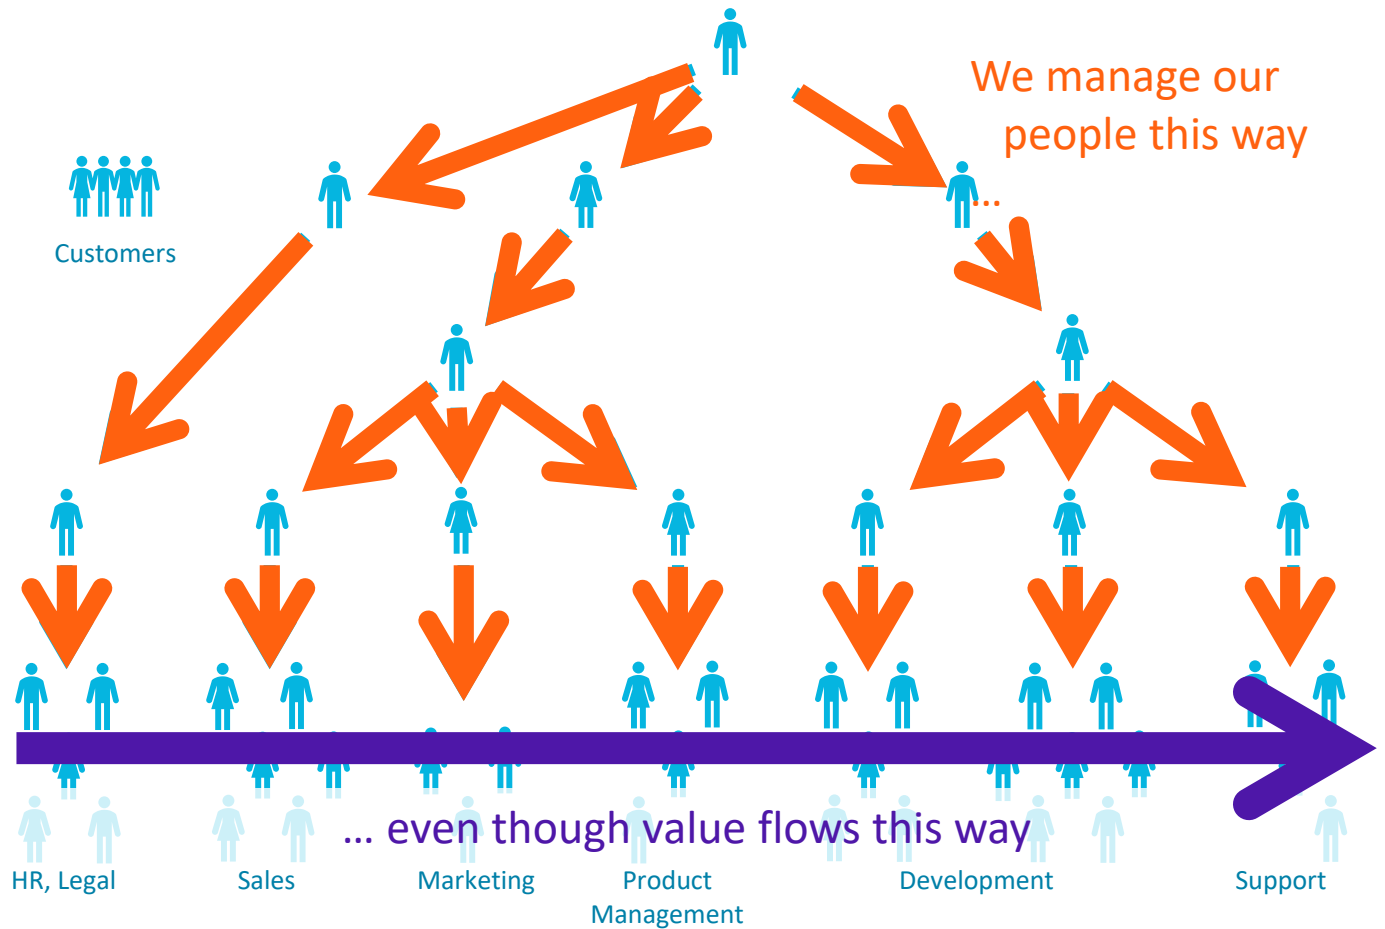 We manage our
people this way
...
Customers
... even though value flows this way
HR, Legal
Sales
Marketing
Product
Management
Development
Support